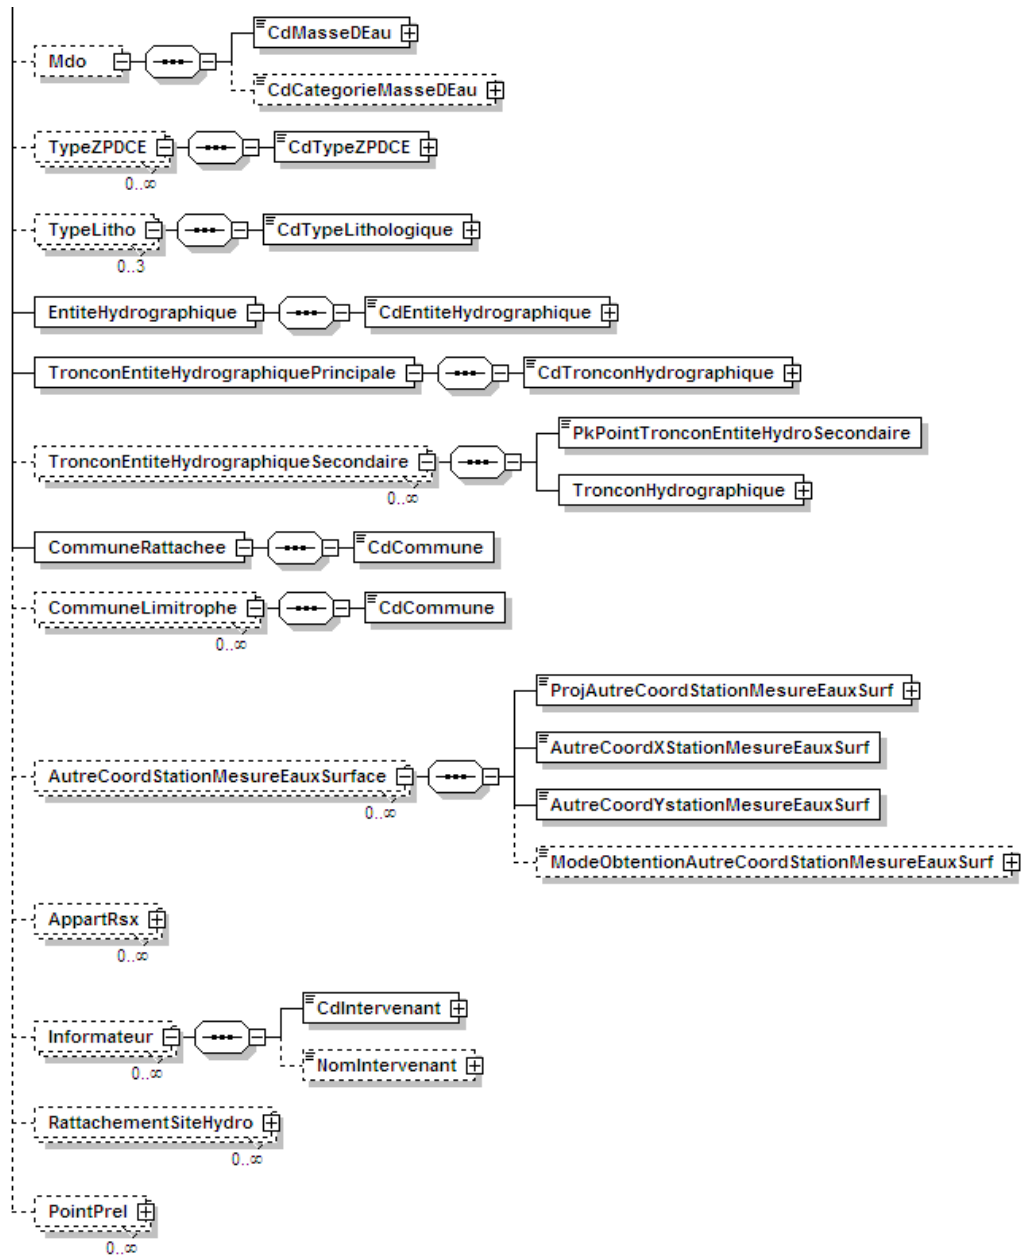 CdMasseDEau
Mdo
CdCategorieMasseDEau
TypeZPDCE
CdTypeZPDCE
0..∞
TypeLitho
CdTypeLithologique
0..3
EntiteHydrographique
CdEntiteHydrographique
TronconEntiteHydrographiquePrincipale
CdTronconHydrographique
PkPointTronconEntiteHydroSecondaire
TronconEntiteHydrographiqueSecondaire
0..∞
TronconHydrographique
CommuneRattachee
CdCommune
CommuneLimitrophe
CdCommune
0..∞
ProjAutreCoordStationMesureEauxSurf
AutreCoordXStationMesureEauxSurf
AutreCoordStationMesureEauxSurface
0..∞
AutreCoordYstationMesureEauxSurf
ModeObtentionAutreCoordStationMesureEauxSurf
AppartRsx
0..∞
CdIntervenant
Informateur
0..∞
NomIntervenant
RattachementSiteHydro
0..∞
PointPrel
0..∞